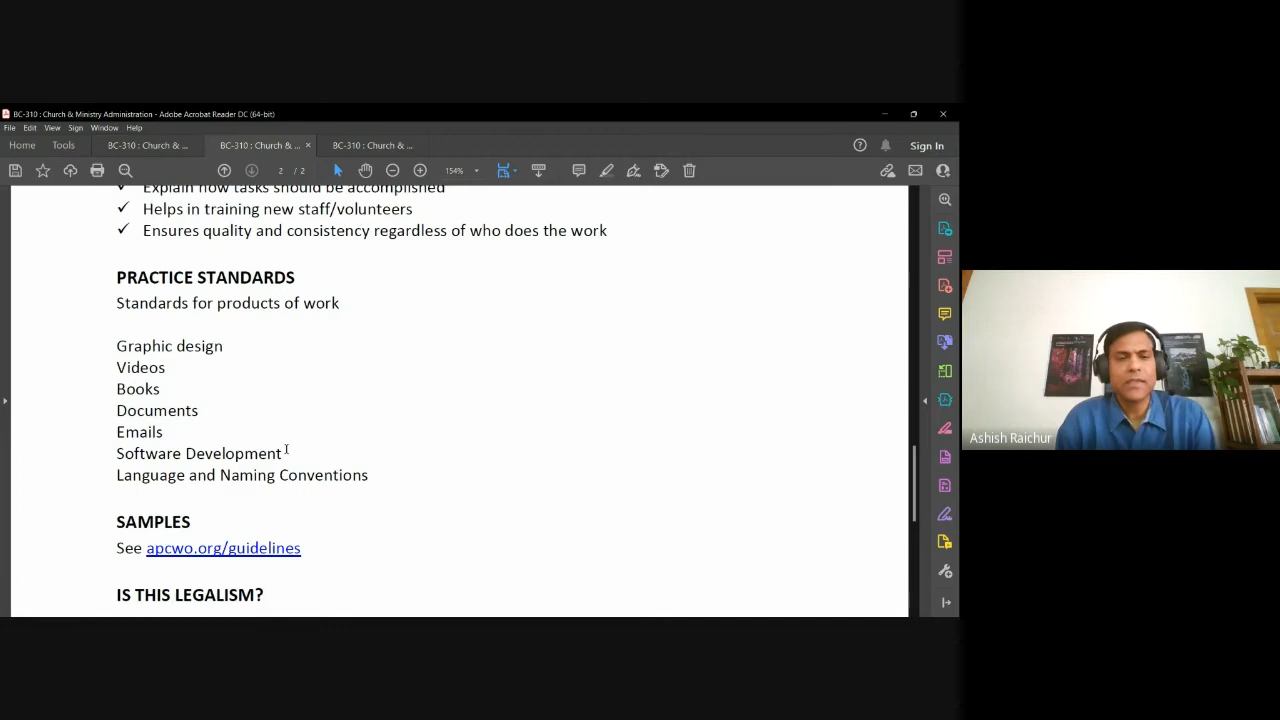 BC-310 : Church & Ministry Administration - Adobe Acrobat Reader DC (64-bit)
File Edit View Sign Window Help
Home Tools BC-310 : Church & ... BC-310 : Church & ... × BC-310 : Church & ... Sign In
2 / 2 154%
Explain how tasks should be accomplished
✓ Helps in training new staff/volunteers
✓ Ensures quality and consistency regardless of who does the work
PRACTICE STANDARDS
Standards for products of work
Graphic design
Videos
Books
Documents
Emails
Software Development
Language and Naming Conventions
SAMPLES
See apcwo.org/guidelines
IS THIS LEGALISM?
Ashish Raichur